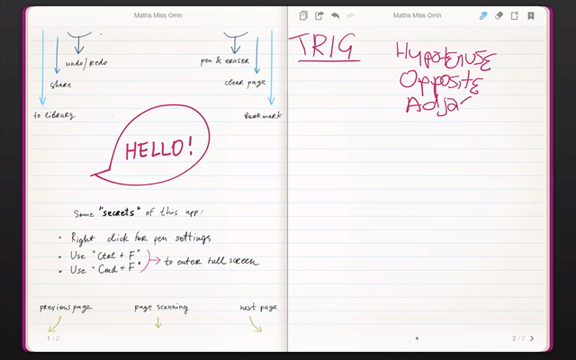 Maths Miss Orrin
undo/redo
pen & eraser
share
clear page
to library
bookmark
HELLO!
Some "secrets" of this app:
• Right click for pen settings
• Use "Ctrl + F"
• Use "Cmd + F"
to enter full screen
previous page
page scanning
next page
1 / 2
Maths Miss Orrin
TRIG
Hypotenuse
Opposite
Adja
2 / 2